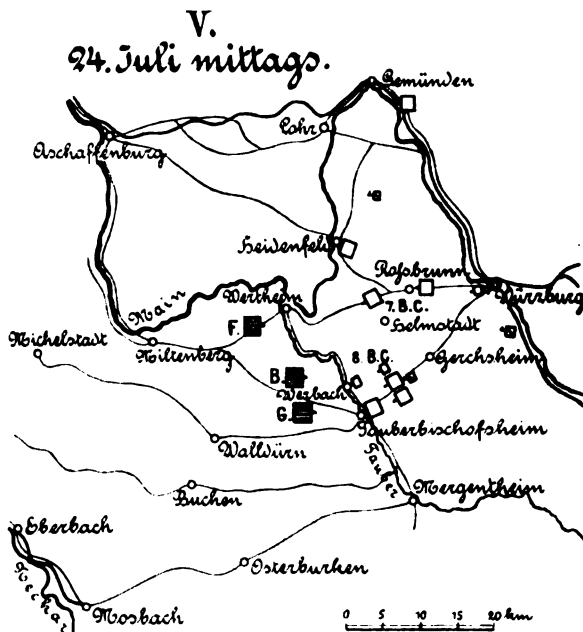 V.
24. Juli mittags.
Gemünden
Lohr
Aschaffenburg
Heidenfeld
Roßbrunn
Würzburg
7. B.C.
Helmstadt
Main
Wertheim
F.
Michelstadt
Miltenberg
8. B.C.
Gerchsheim
B.
Werbach
G.
Tauberbischofsheim
Walldürn
Tauber
Buchen
Mergentheim
Eberbach
Osterburken
Neckar
Mosbach
0 5 10 20 km